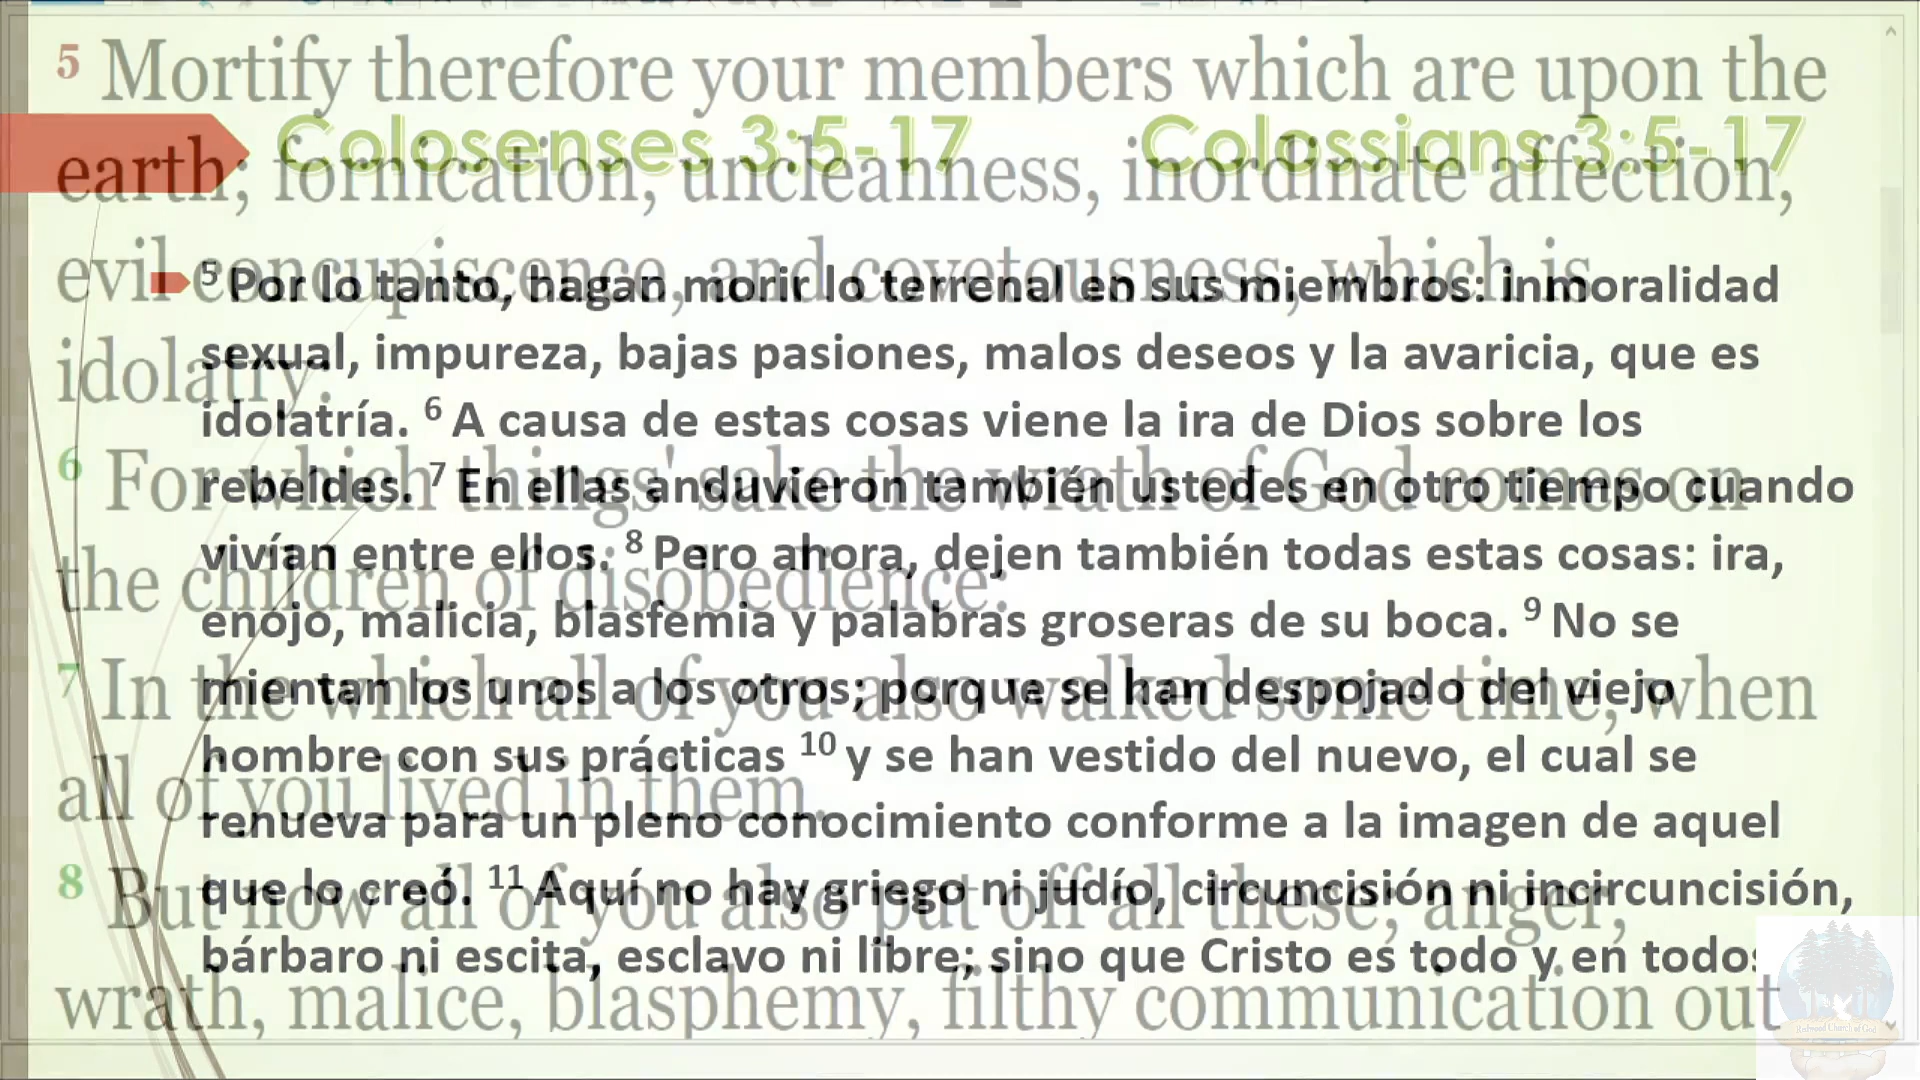 5 Mortify therefore your members which are upon the
earth; fornication, uncleanness, inordinate affection,
evil concupiscence, and covetousness, which is
idolatry:
6 For which things' sake the wrath of God comes on
the children of disobedience:
7 In the which all of you also walked some time, when
all of you lived in them.
8 But now all of you also put off all these; anger,
wrath, malice, blasphemy, filthy communication out
Colosenses 3:5-17 Colossians 3:5-17
5 Por lo tanto, hagan morir lo terrenal en sus miembros: inmoralidad
sexual, impureza, bajas pasiones, malos deseos y la avaricia, que es
idolatría. 6 A causa de estas cosas viene la ira de Dios sobre los
rebeldes. 7 En ellas anduvieron también ustedes en otro tiempo cuando
vivían entre ellos. 8 Pero ahora, dejen también todas estas cosas: ira,
enojo, malicia, blasfemia y palabras groseras de su boca. 9 No se
mientan los unos a los otros; porque se han despojado del viejo
hombre con sus prácticas 10 y se han vestido del nuevo, el cual se
renueva para un pleno conocimiento conforme a la imagen de aquel
que lo creó. 11 Aquí no hay griego ni judío, circuncisión ni incircuncisión,
bárbaro ni escita, esclavo ni libre; sino que Cristo es todo y en todos
Redwood Church of God